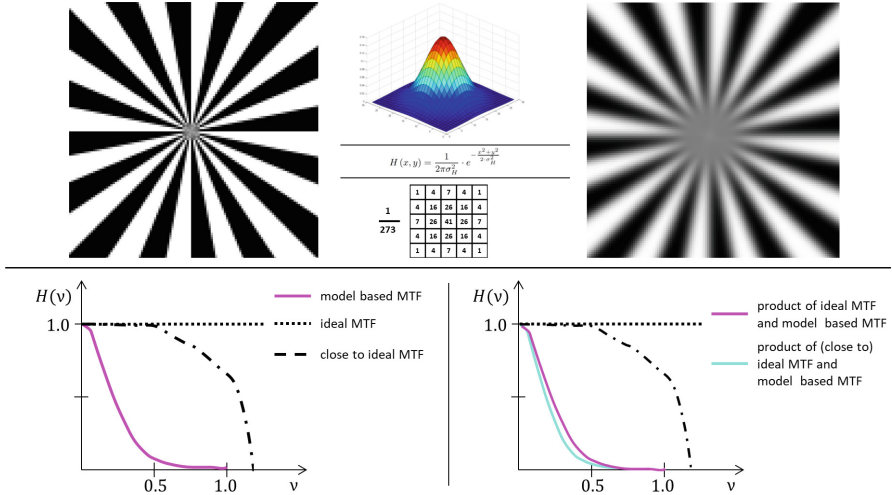 H (x, y) = 1 / 2πσ_H^2 · e^{-(x^2+y^2)/(2·σ_H^2)}
1
273
1 4 7 4 1
4 16 26 16 4
7 26 41 26 7
4 16 26 16 4
1 4 7 4 1
H(ν)
1.0
0.5
1.0
ν
model based MTF
ideal MTF
close to ideal MTF
H(ν)
1.0
0.5
1.0
ν
product of ideal MTF
and model based MTF
product of (close to)
ideal MTF and
model based MTF